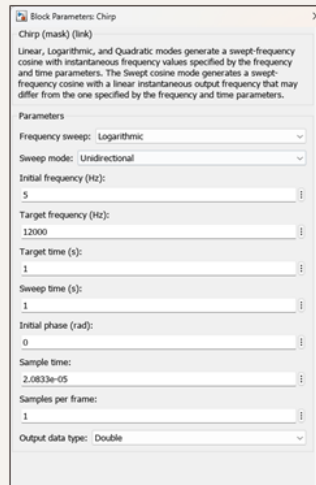 Block Parameters: Chirp
Chirp (mask) (link)
Linear, Logarithmic, and Quadratic modes generate a swept-frequency
cosine with instantaneous frequency values specified by the frequency
and time parameters. The Swept cosine mode generates a swept-
frequency cosine with a linear instantaneous output frequency that may
differ from the one specified by the frequency and time parameters.
Parameters
Frequency sweep: Logarithmic
Sweep mode: Unidirectional
Initial frequency (Hz):
5
Target frequency (Hz):
12000
Target time (s):
1
Sweep time (s):
1
Initial phase (rad):
0
Sample time:
2.0833e-05
Samples per frame:
1
Output data type: Double